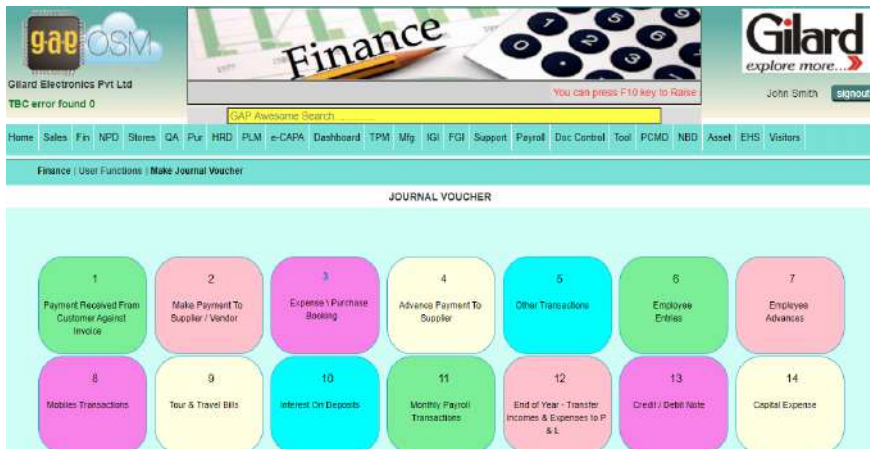 gap OSM
Finance
Gilard
explore more...
Gilard Electronics Pvt Ltd
TBC error found 0
You can press F10 key to Raise
John Smith
signout
GAP Awesome Search............
Home Sales Fin NPD Stores QA Pur HRD PLM e-CAPA Dashboard TPM Mfg IGI FGI Support Payroll Doc Control Tool PCMD NBD Asset EHS Visitors
Finance | User Functions | Make Journal Voucher
JOURNAL VOUCHER
1
Payment Received From
Customer Against
Invoice
2
Make Payment To
Supplier / Vendor
3
Expense \ Purchase
Booking
4
Advance Payment To
Supplier
5
Other Transactions
6
Employee
Entries
7
Employee
Advances
8
Mobiles Transactions
9
Tour & Travel Bills
10
Interest On Deposits
11
Monthly Payroll
Transactions
12
End of Year - Transfer
Incomes & Expenses to P
& L
13
Credit / Debit Note
14
Capital Expense